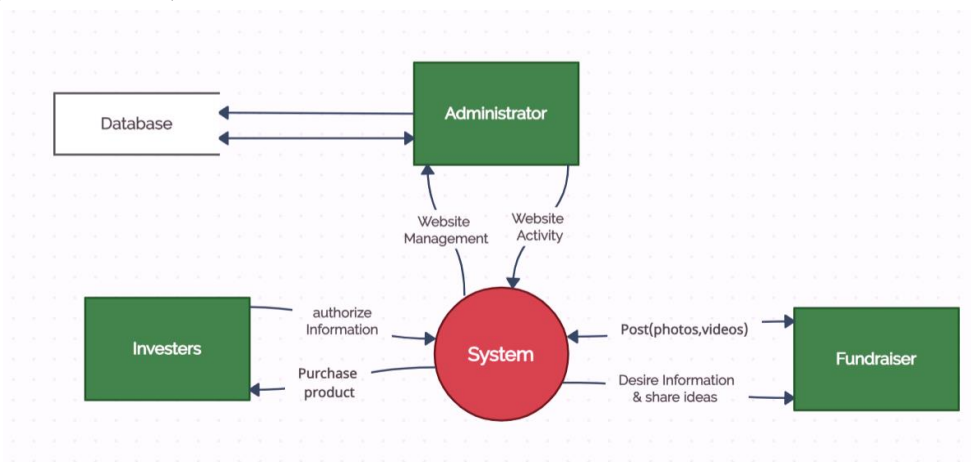 Administrator
Database
Website
Management
Website
Activity
authorize
Information
Investers
System
Post(photos,videos)
Fundraiser
Purchase
product
Desire Information
& share ideas